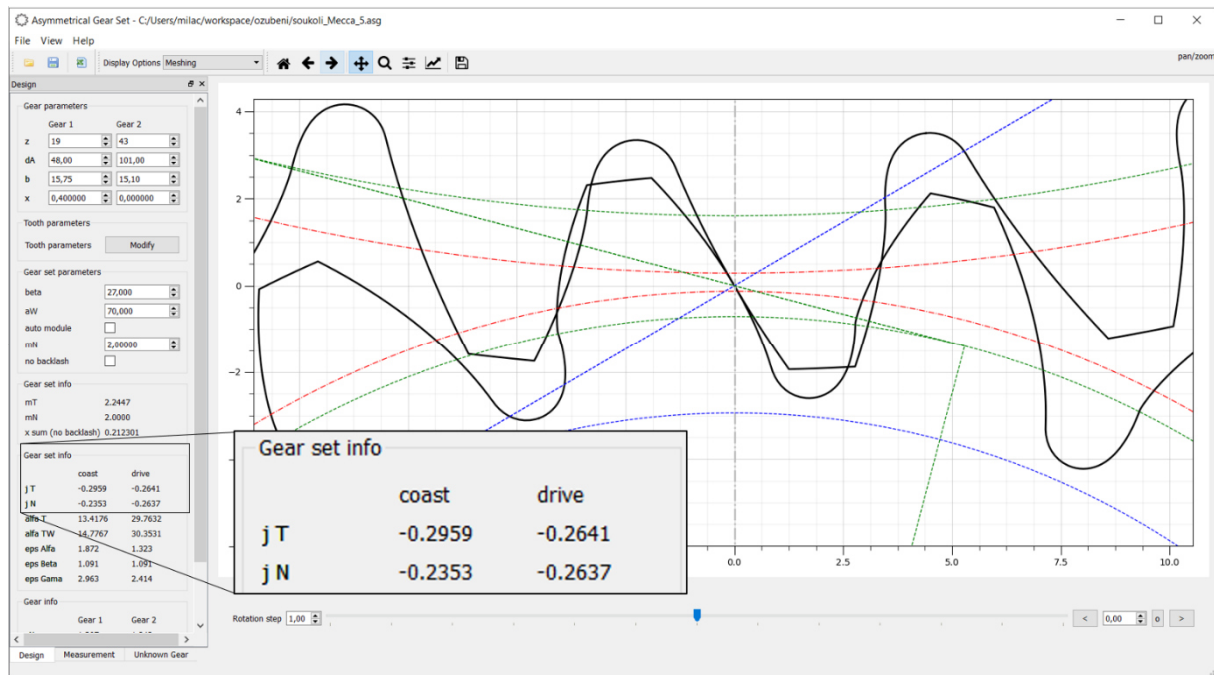 Asymmetrical Gear Set - C:/Users/milac/workspace/ozubeni/soukoli_Mecca_5.asg
File View Help
Display Options Meshing
pan/zoom
Design
Gear parameters
Gear 1 Gear 2
z 19 43
dA 48,00 101,00
b 15,75 15,10
x 0,400000 0,000000
Tooth parameters
Tooth parameters Modify
Gear set parameters
beta 27,000
aW 70,000
auto module
mN 2,00000
no backlash
Gear set info
mT 2.2447
mN 2.0000
x sum (no backlash) 0.212301
Gear set info
coast drive
j T -0.2959 -0.2641
j N -0.2353 -0.2637
alfa T 13.4176 29.7632
alfa TW 14.7767 30.3531
eps Alfa 1.872 1.323
eps Beta 1.091 1.091
eps Gama 2.963 2.414
Gear info
Gear 1 Gear 2
Design Measurement Unknown Gear
4
2
0
−2
0.0 2.5 5.0 7.5 10.0
Gear set info
coast drive
j T -0.2959 -0.2641
j N -0.2353 -0.2637
Rotation step 1,00
< 0,00 o >